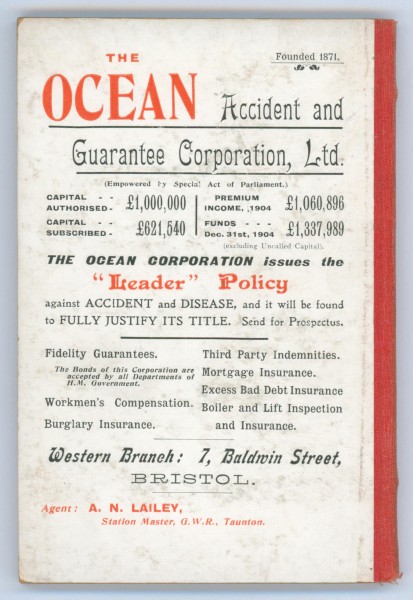 THE
Founded 1871.
OCEAN Accident and
Guarantee Corporation, Ltd.
(Empowered by Special Act of Parliament.)
CAPITAL - - AUTHORISED - £1,000,000
PREMIUM INCOME, 1904 £1,060,896
CAPITAL - - SUBSCRIBED - £621,540
FUNDS - - - Dec. 31st, 1904 £1,337,989
(excluding Uncalled Capital).
THE OCEAN CORPORATION issues the
"Leader" Policy
against ACCIDENT and DISEASE, and it will be found
to FULLY JUSTIFY ITS TITLE. Send for Prospectus.
Fidelity Guarantees.
The Bonds of this Corporation are
accepted by all Departments of
H.M. Government.
Workmen's Compensation.
Burglary Insurance.
Third Party Indemnities.
Mortgage Insurance.
Excess Bad Debt Insurance
Boiler and Lift Inspection
and Insurance.
Western Branch: 7, Baldwin Street,
BRISTOL.
Agent: A. N. LAILEY,
Station Master, G.W.R., Taunton.